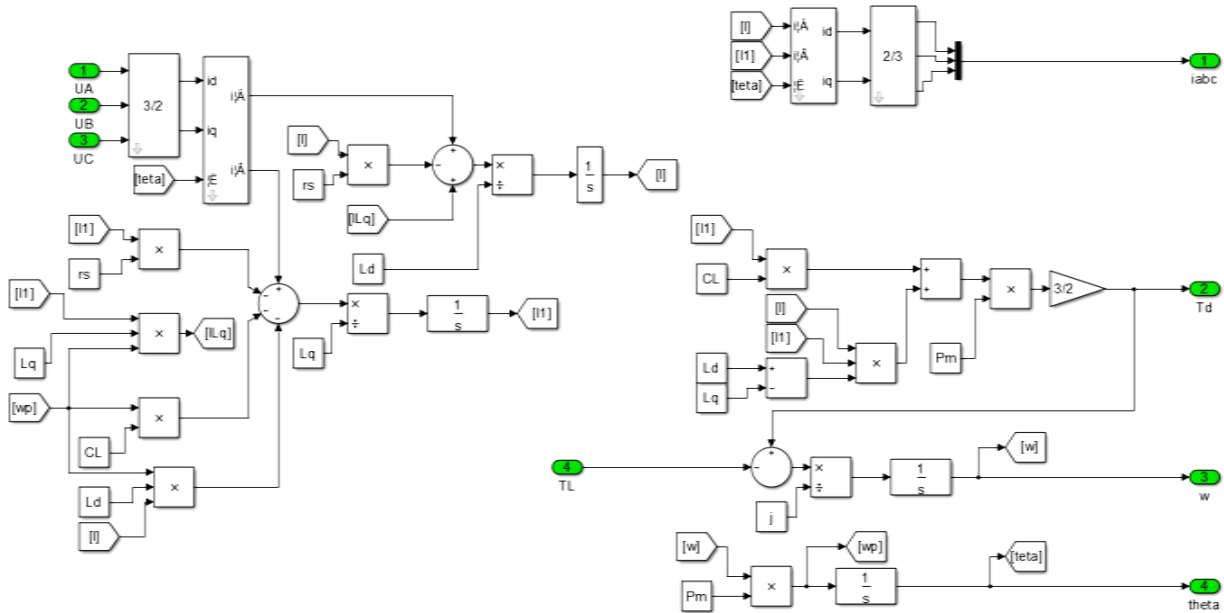 1
UA
2
UB
3
UC
3/2
[teta]
id
iq
i¦Á
i¦Â
¦È
[I]
rs
×
[ILq]
− + +
×
÷
1
s
[I]
Ld
[I1]
rs
×
[I1]
Lq
×
[ILq]
[wp]
CL
×
Ld
[I]
×
− + − −
×
÷
Lq
1
s
[I1]
[I]
[I1]
[teta]
i¦Á
i¦Â
¦È
id
iq
2/3
1
iabc
[I1]
CL
×
[I]
[I1]
Ld
Lq
+
−
×
+
+
Pm
×
3/2
2
Td
4
TL
− +
j
×
÷
1
s
[w]
3
w
[w]
Pm
×
[wp]
1
s
[teta]
4
theta